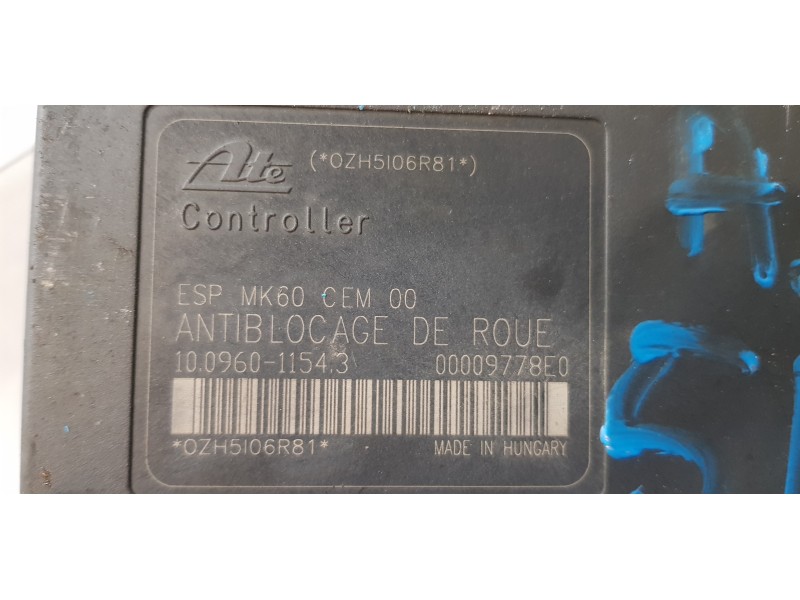 Ate (*OZH5I06R81*)
Controller
ESP MK60 CEM 00
ANTIBLOCAGE DE ROUE
10.0960-1154.3 00009778E0
*OZH5I06R81* MADE IN HUNGARY